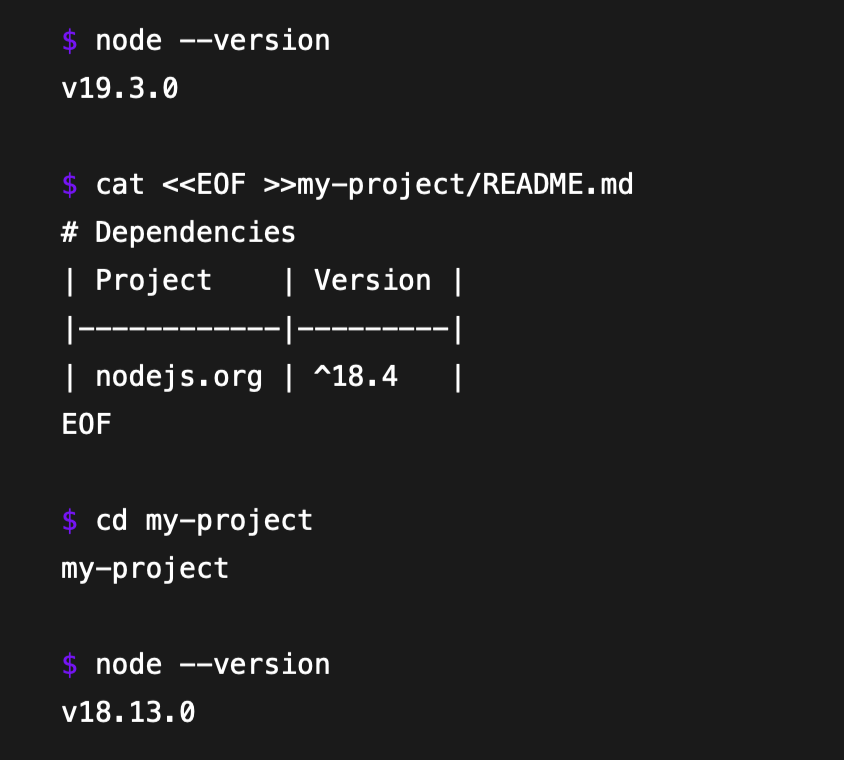 $ node --version
v19.3.0
$ cat <<EOF >>my-project/README.md
# Dependencies
| Project    | Version |
|------------|---------|
| nodejs.org | ^18.4   |
EOF
$ cd my-project
my-project
$ node --version
v18.13.0